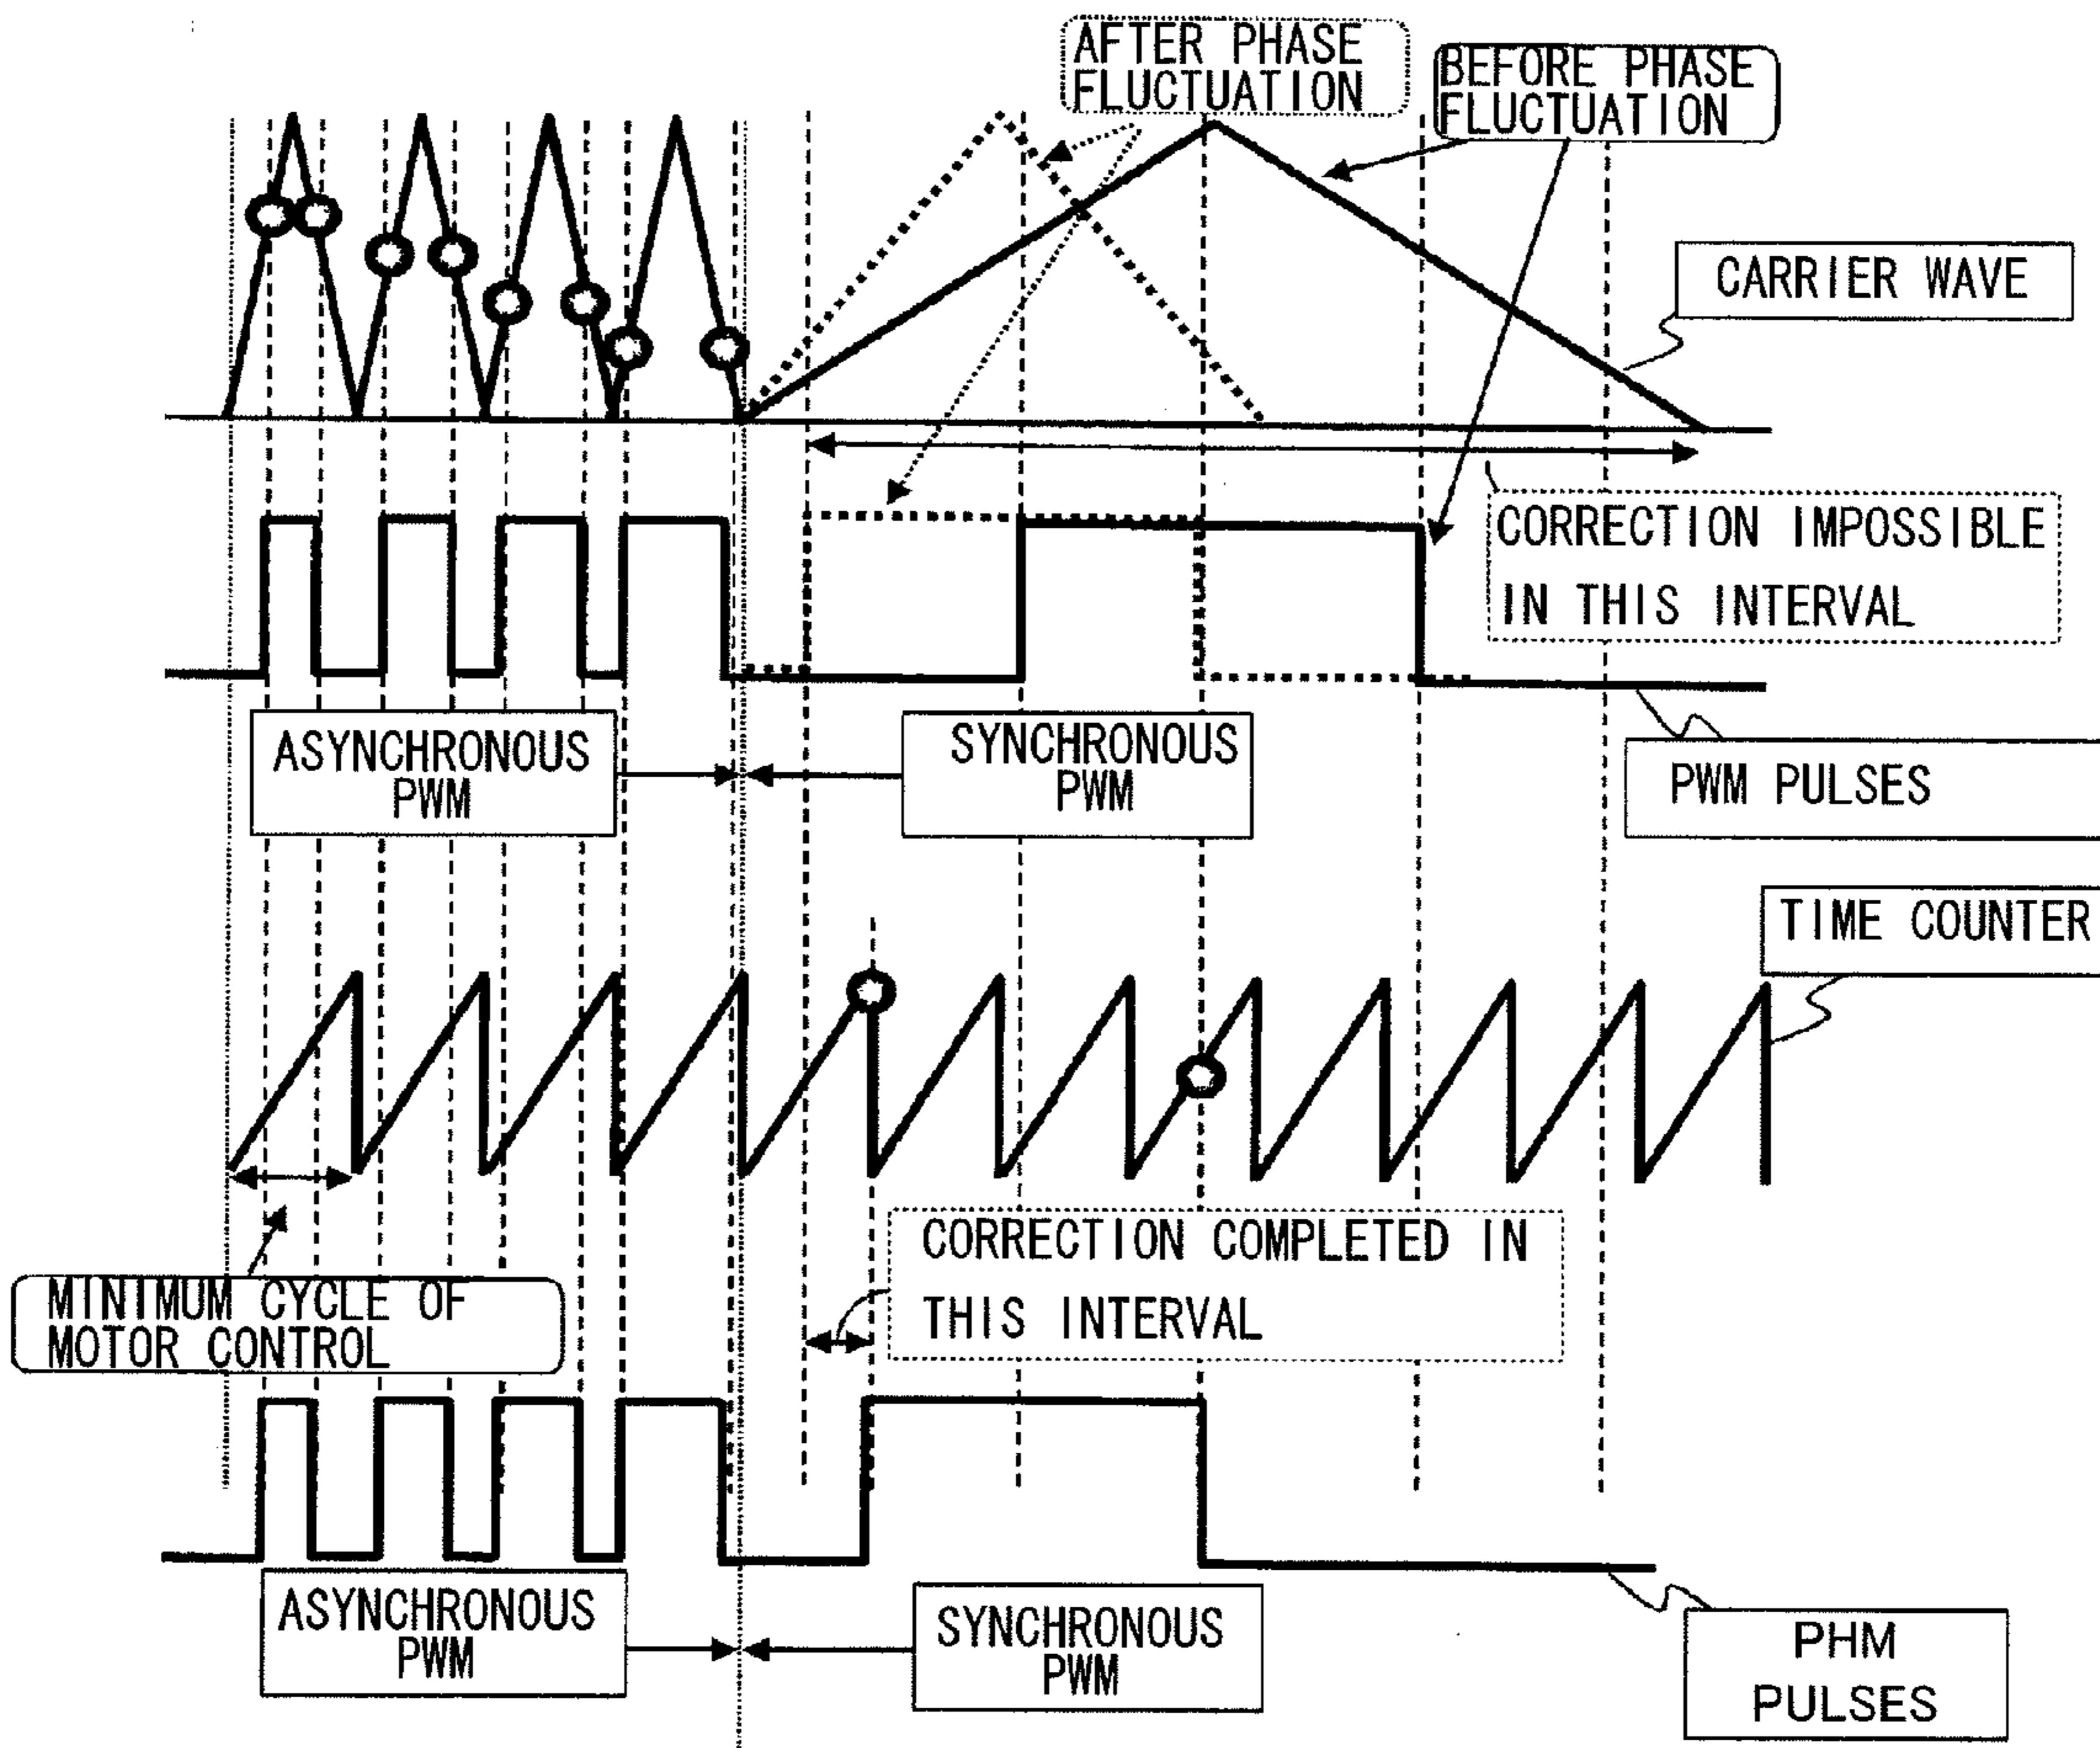 AFTER PHASE
FLUCTUATION
BEFORE PHASE
FLUCTUATION
CARRIER WAVE
CORRECTION IMPOSSIBLE
IN THIS INTERVAL
ASYNCHRONOUS
PWM
SYNCHRONOUS
PWM
PWM PULSES
TIME COUNTER
CORRECTION COMPLETED IN
THIS INTERVAL
MINIMUM CYCLE OF
MOTOR CONTROL
ASYNCHRONOUS
PWM
SYNCHRONOUS
PWM
PHM
PULSES